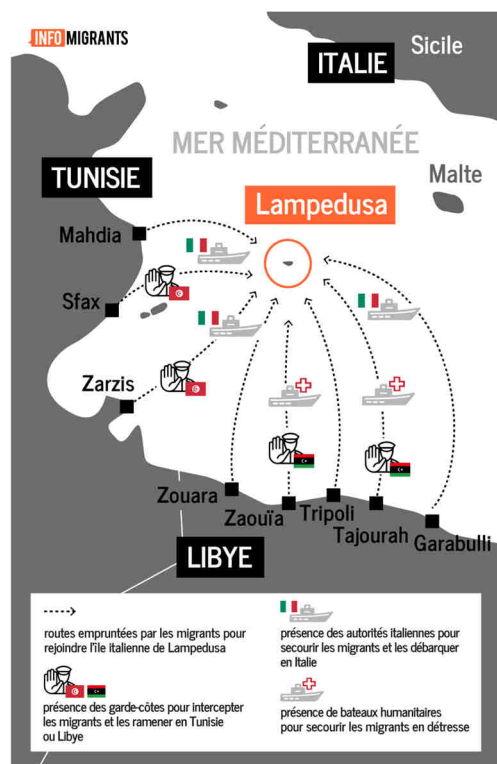 INFOMIGRANTS
Sicile
ITALIE
MER MÉDITERRANÉE
TUNISIE
Malte
Lampedusa
Mahdia
Sfax
Zarzis
Zouara
Zaouïa
Tripoli
Tajourah
Garabulli
LIBYE
routes empruntées par les migrants pour
rejoindre l'île italienne de Lampedusa
présence des garde-côtes pour intercepter
les migrants et les ramener en Tunisie
ou Libye
présence des autorités italiennes pour
secourir les migrants et les débarquer
en Italie
présence de bateaux humanitaires
pour secourir les migrants en détresse